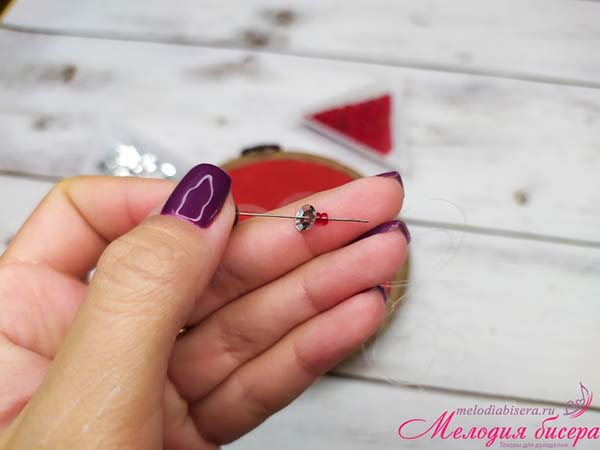 melodiabisera.ru
Мелодия бисера
Товары для рукоделия